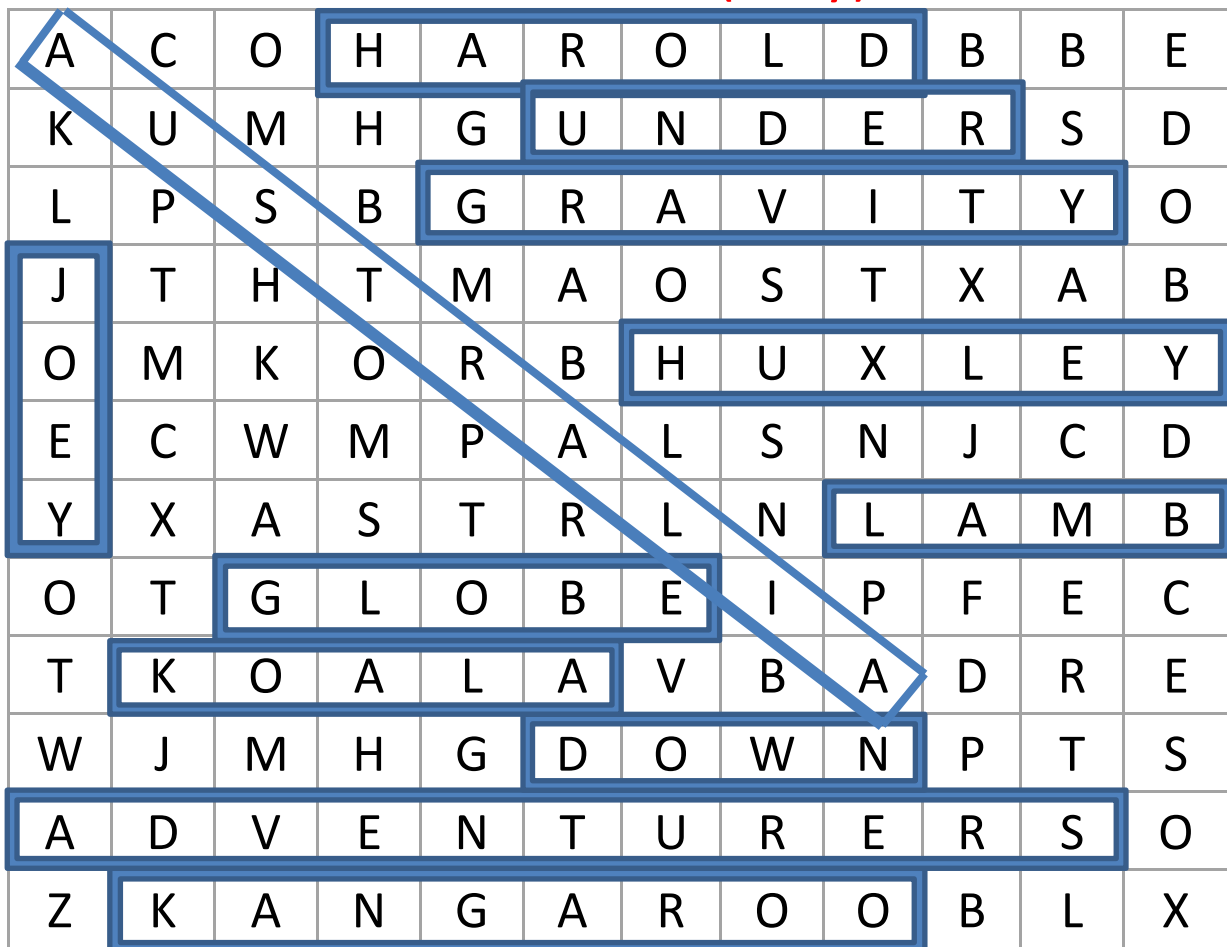 A C O H A R O L D B B E
K U M H G U N D E R S D
L P S B G R A V I T Y O
J T H T M A O S T X A B
O M K O R B H U X L E Y
E C W M P A L S N J C D
Y X A S T R L N L A M B
O T G L O B E I P F E C
T K O A L A V B A D R E
W J M H G D O W N P T S
A D V E N T U R E R S O
Z K A N G A R O O B L X